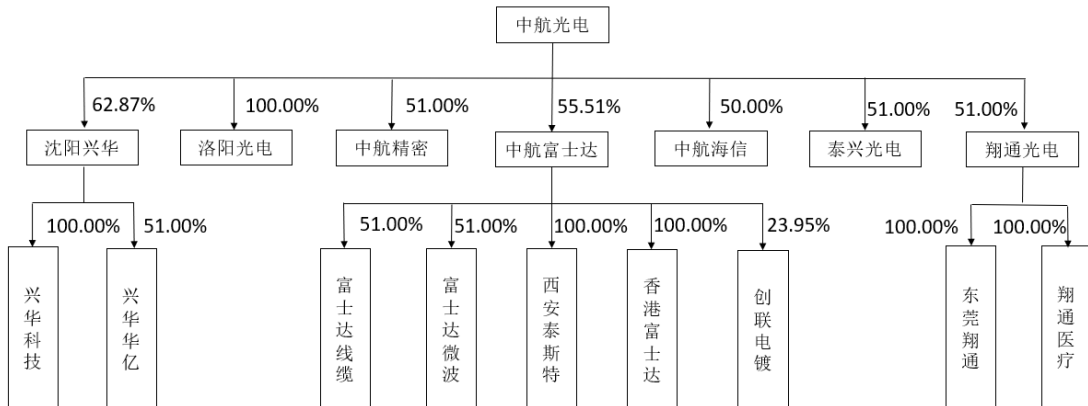 中航光电
62.87%
100.00%
51.00%
55.51%
50.00%
51.00%
51.00%
沈阳兴华
洛阳光电
中航精密
中航富士达
中航海信
泰兴光电
翔通光电
100.00%
51.00%
51.00%
51.00%
100.00%
100.00%
23.95%
100.00%
100.00%
兴华科技
兴华华亿
富士达线缆
富士达微波
西安泰斯特
香港富士达
创联电镀
东莞翔通
翔通医疗